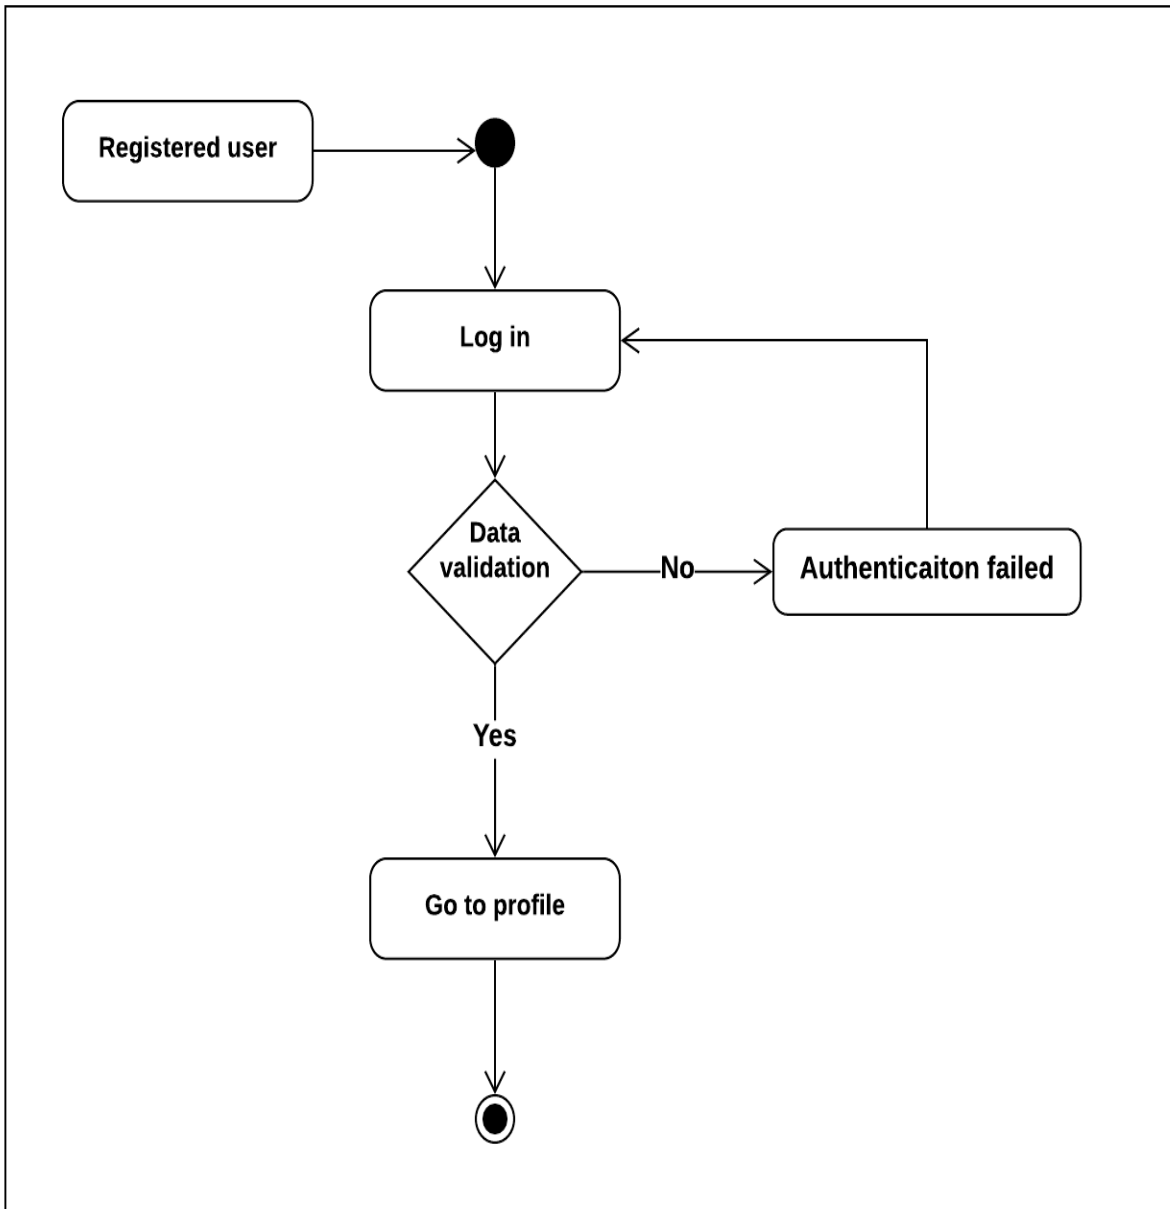 Registered user
Log in
Data
validation
No
Authenticaiton failed
Yes
Go to profile